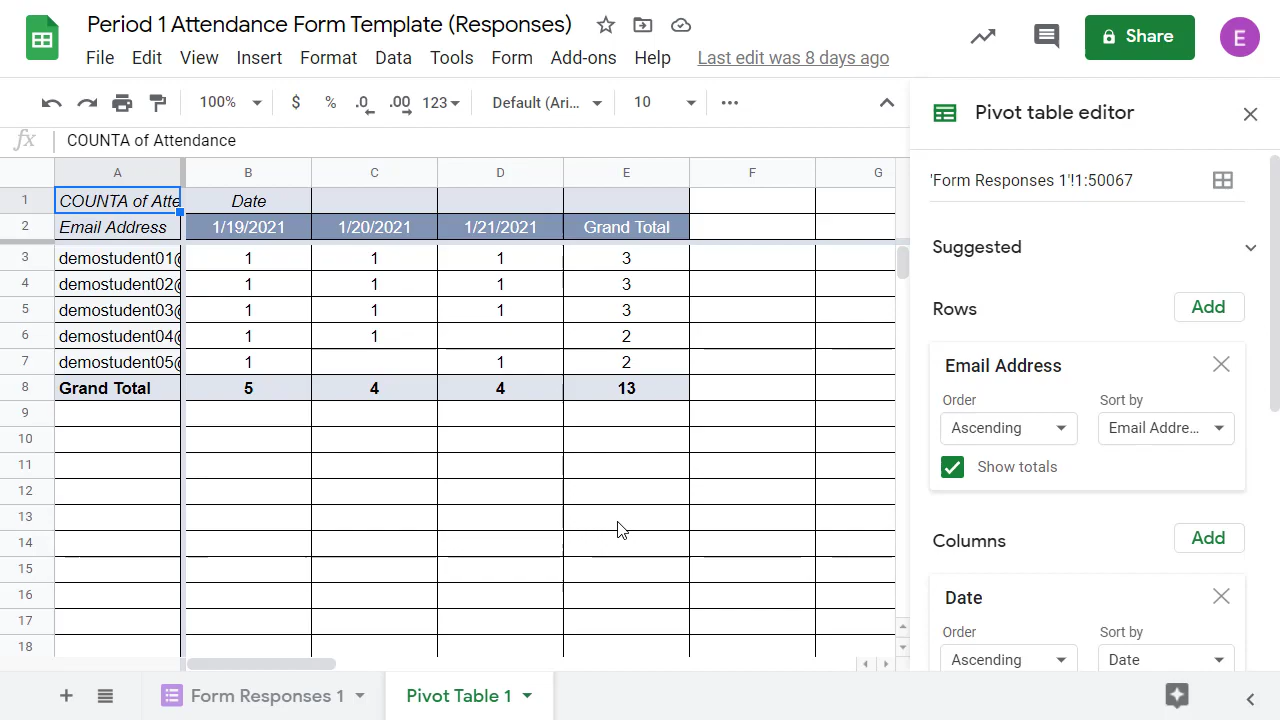 Period 1 Attendance Form Template (Responses)
File Edit View Insert Format Data Tools Form Add-ons Help Last edit was 8 days ago
Share
E
100% $ % .0 .00 123 Default (Ari... 10
fx COUNTA of Attendance
A B C D E F G
1 COUNTA of Atte Date
2 Email Address 1/19/2021 1/20/2021 1/21/2021 Grand Total
3 demostudent01@ 1 1 1 3
4 demostudent02@ 1 1 1 3
5 demostudent03@ 1 1 1 3
6 demostudent04@ 1 1 2
7 demostudent05@ 1 1 2
8 Grand Total 5 4 4 13
9
10
11
12
13
14
15
16
17
18
Form Responses 1 Pivot Table 1
Pivot table editor
'Form Responses 1'!1:50067
Suggested
Rows Add
Email Address
Order Sort by
Ascending Email Addre...
Show totals
Columns Add
Date
Order Sort by
Ascending Date